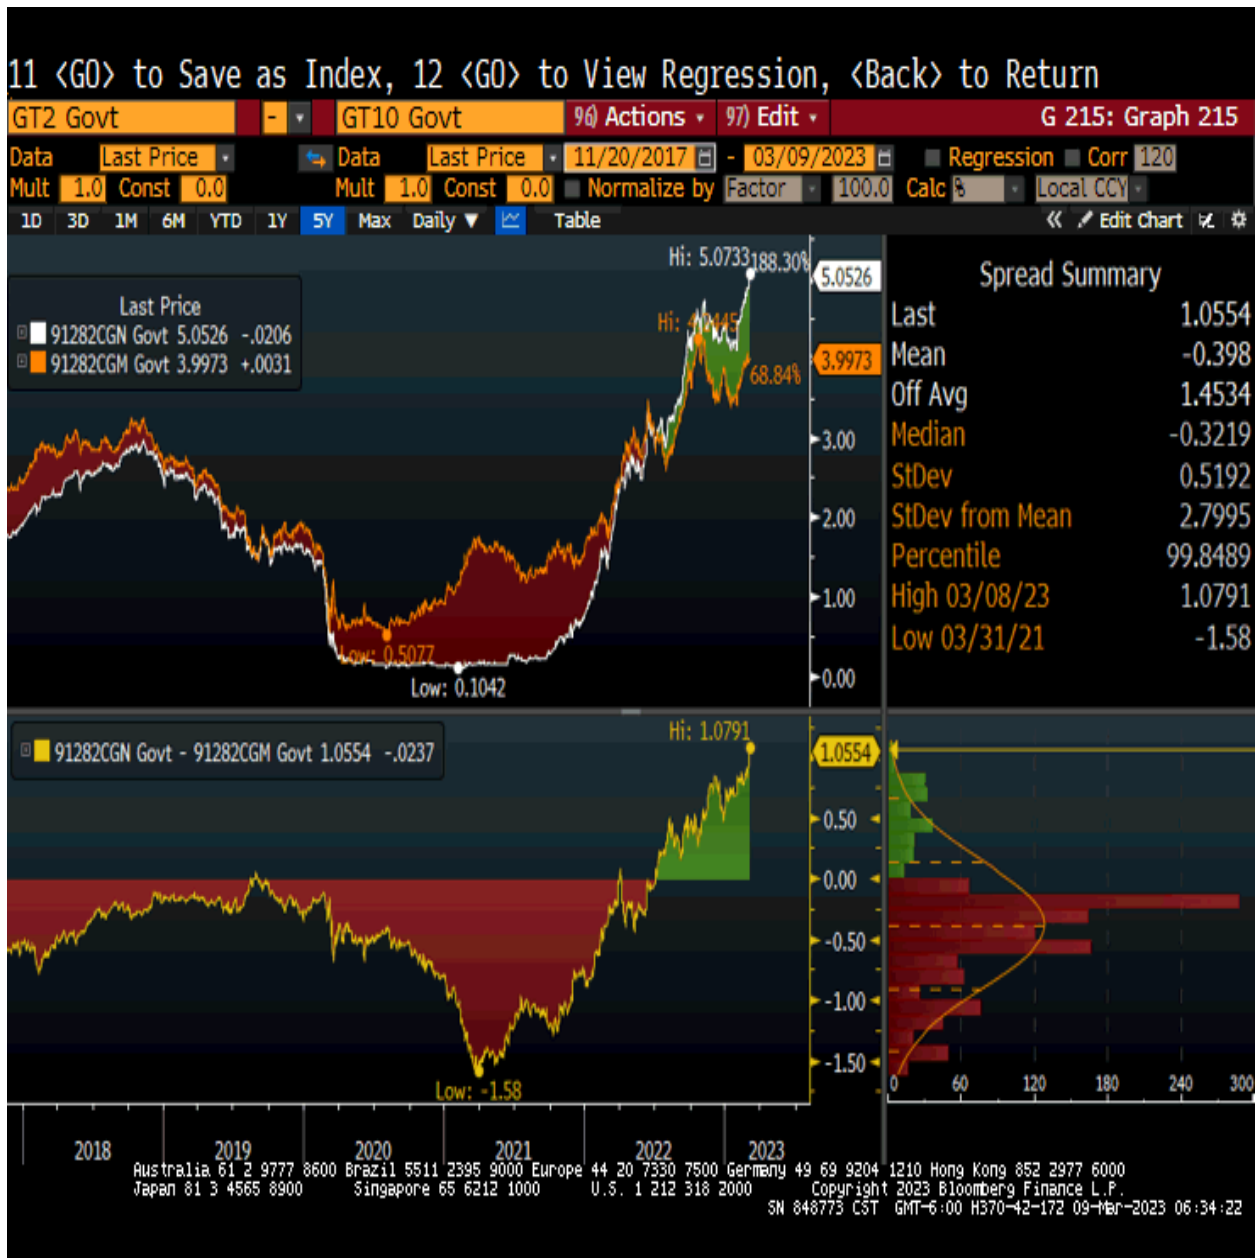 11 <GO> to Save as Index, 12 <GO> to View Regression, <Back> to Return
GT2 Govt - GT10 Govt 96) Actions 97) Edit G 215: Graph 215
Data Last Price Data Last Price 11/20/2017 - 03/09/2023 Regression Corr 120
Mult 1.0 Const 0.0 Mult 1.0 Const 0.0 Normalize by Factor 100.0 Calc % Local CCY
1D 3D 1M 6M YTD 1Y 5Y Max Daily ▼ Table « Edit Chart
Hi: 5.0733 188.30%
5.0526
Last Price
91282CGN Govt 5.0526 -.0206
91282CGM Govt 3.9973 +.0031
3.9973
68.84%
3.00
2.00
1.00
0.00
Low: 0.5077
Low: 0.1042
Spread Summary
Last 1.0554
Mean -0.398
Off Avg 1.4534
Median -0.3219
StDev 0.5192
StDev from Mean 2.7995
Percentile 99.8489
High 03/08/23 1.0791
Low 03/31/21 -1.58
91282CGN Govt - 91282CGM Govt 1.0554 -.0237
Hi: 1.0791
1.0554
0.50
0.00
-0.50
-1.00
-1.50
Low: -1.58
0 60 120 180 240 300
2018 2019 2020 2021 2022 2023
Australia 61 2 9777 8600 Brazil 5511 2395 9000 Europe 44 20 7330 7500 Germany 49 69 9204 1210 Hong Kong 852 2977 6000
Japan 81 3 4565 8900 Singapore 65 6212 1000 U.S. 1 212 318 2000 Copyright 2023 Bloomberg Finance L.P.
SN 848773 CST GMT-6:00 H370-42-172 09-Mar-2023 06:34:22